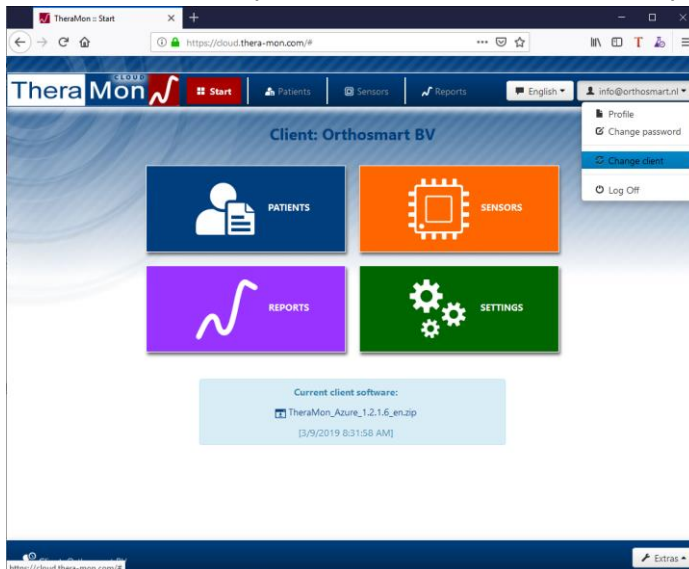 TheraMon :: Start
https://cloud.thera-mon.com/#
TheraMon
CLOUD
Start
Patients
Sensors
Reports
English
info@orthosmart.nl
Profile
Change password
Change client
Log Off
Client: Orthosmart BV
PATIENTS
SENSORS
REPORTS
SETTINGS
Current client software:
TheraMon_Azure_1.2.1.6_en.zip
[3/9/2019 8:31:58 AM]
https://cloud.thera-mon.com/#
Extras